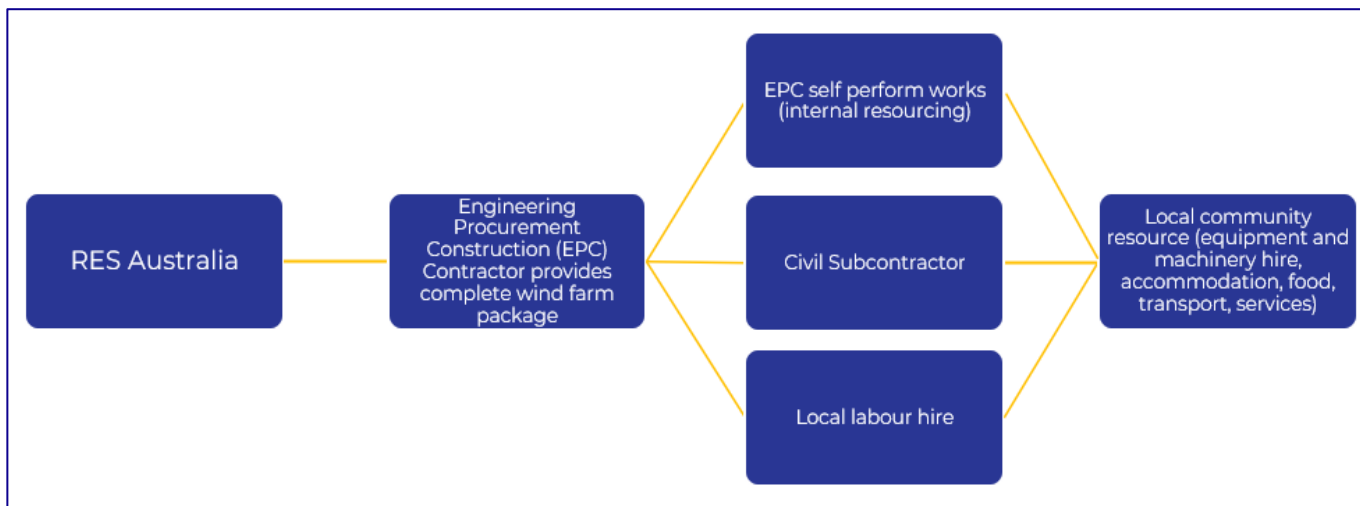 RES Australia
Engineering
Procurement
Construction (EPC)
Contractor provides
complete wind farm
package
EPC self perform works
(internal resourcing)
Civil Subcontractor
Local labour hire
Local community
resource (equipment and
machinery hire,
accommodation, food,
transport, services)